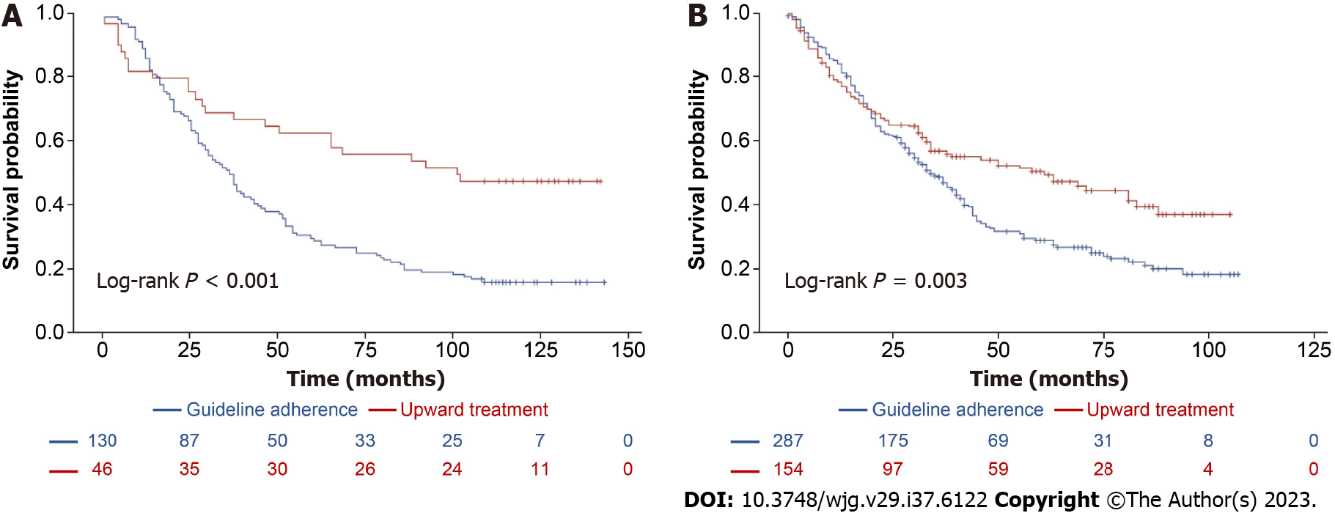 A
Survival probability
1.0
0.8
0.6
0.4
0.2
0.0
Log-rank P < 0.001
0 25 50 75 100 125 150
Time (months)
Guideline adherence Upward treatment
130 87 50 33 25 7 0
46 35 30 26 24 11 0
B
Survival probability
1.0
0.8
0.6
0.4
0.2
0.0
Log-rank P = 0.003
0 25 50 75 100 125
Time (months)
Guideline adherence Upward treatment
287 175 69 31 8 0
154 97 59 28 4 0
DOI: 10.3748/wjg.v29.i37.6122 Copyright ©The Author(s) 2023.